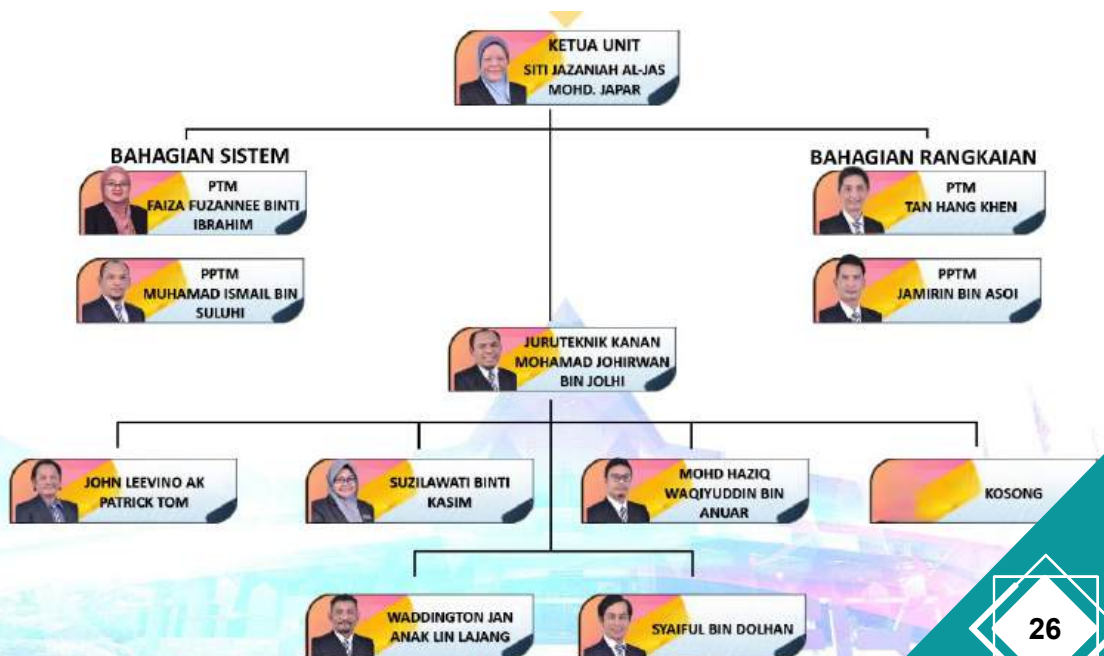 KETUA UNIT
SITI JAZANIAH AL-JAS
MOHD. JAPAR
BAHAGIAN SISTEM
PTM
FAIZA FUZANNEE BINTI
IBRAHIM
PPTM
MUHAMAD ISMAIL BIN
SULUHI
BAHAGIAN RANGKAIAN
PTM
TAN HANG KHEN
PPTM
JAMIRIN BIN ASOI
JURUTEKNIK KANAN
MOHAMAD JOHIRWAN
BIN JOLHI
JOHN LEEVINO AK
PATRICK TOM
SUZILAWATI BINTI
KASIM
MOHD HAZIQ
WAQIYUDDIN BIN
ANUAR
KOSONG
WADDINGTON JAN
ANAK LIN LAJANG
SYAIFUL BIN DOLHAN
26